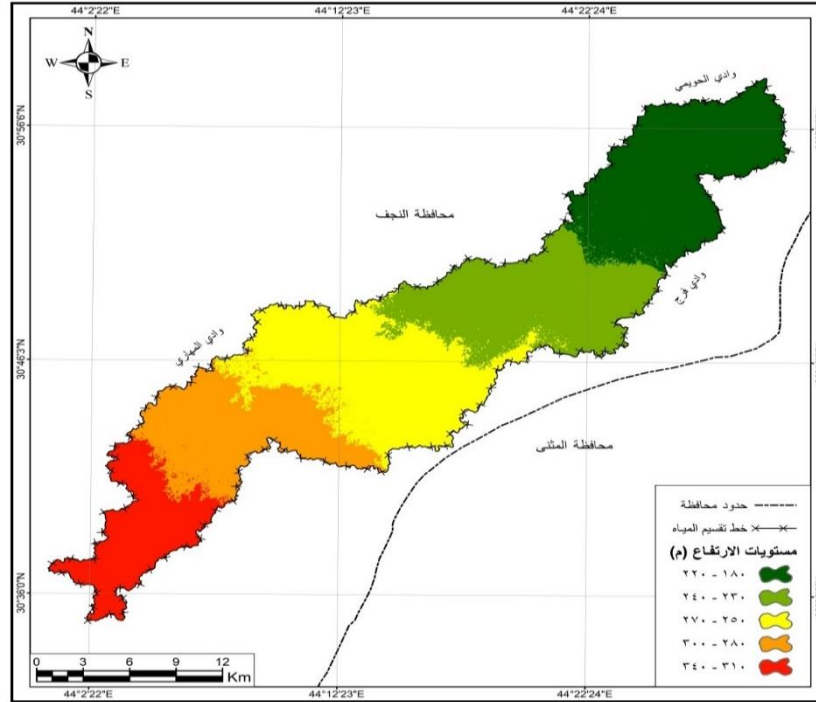 44°2'22"E
44°12'23"E
44°22'24"E
N
W E
S
وادي الحويمي
30°56'6"N
محافظة النجف
وادي فرج
وادي المهاري
30°46'3"N
محافظة المثنى
حدود محافظة
خط تقسيم المياه
مستويات الارتفاع (م)
١٨٠ - ٢٢٠
٢٣٠ - ٢٤٠
٢٥٠ - ٢٧٠
٢٨٠ - ٣٠٠
٣١٠ - ٣٤٠
30°36'0"N
0 3 6 9 12
Km
44°2'22"E
44°12'23"E
44°22'24"E